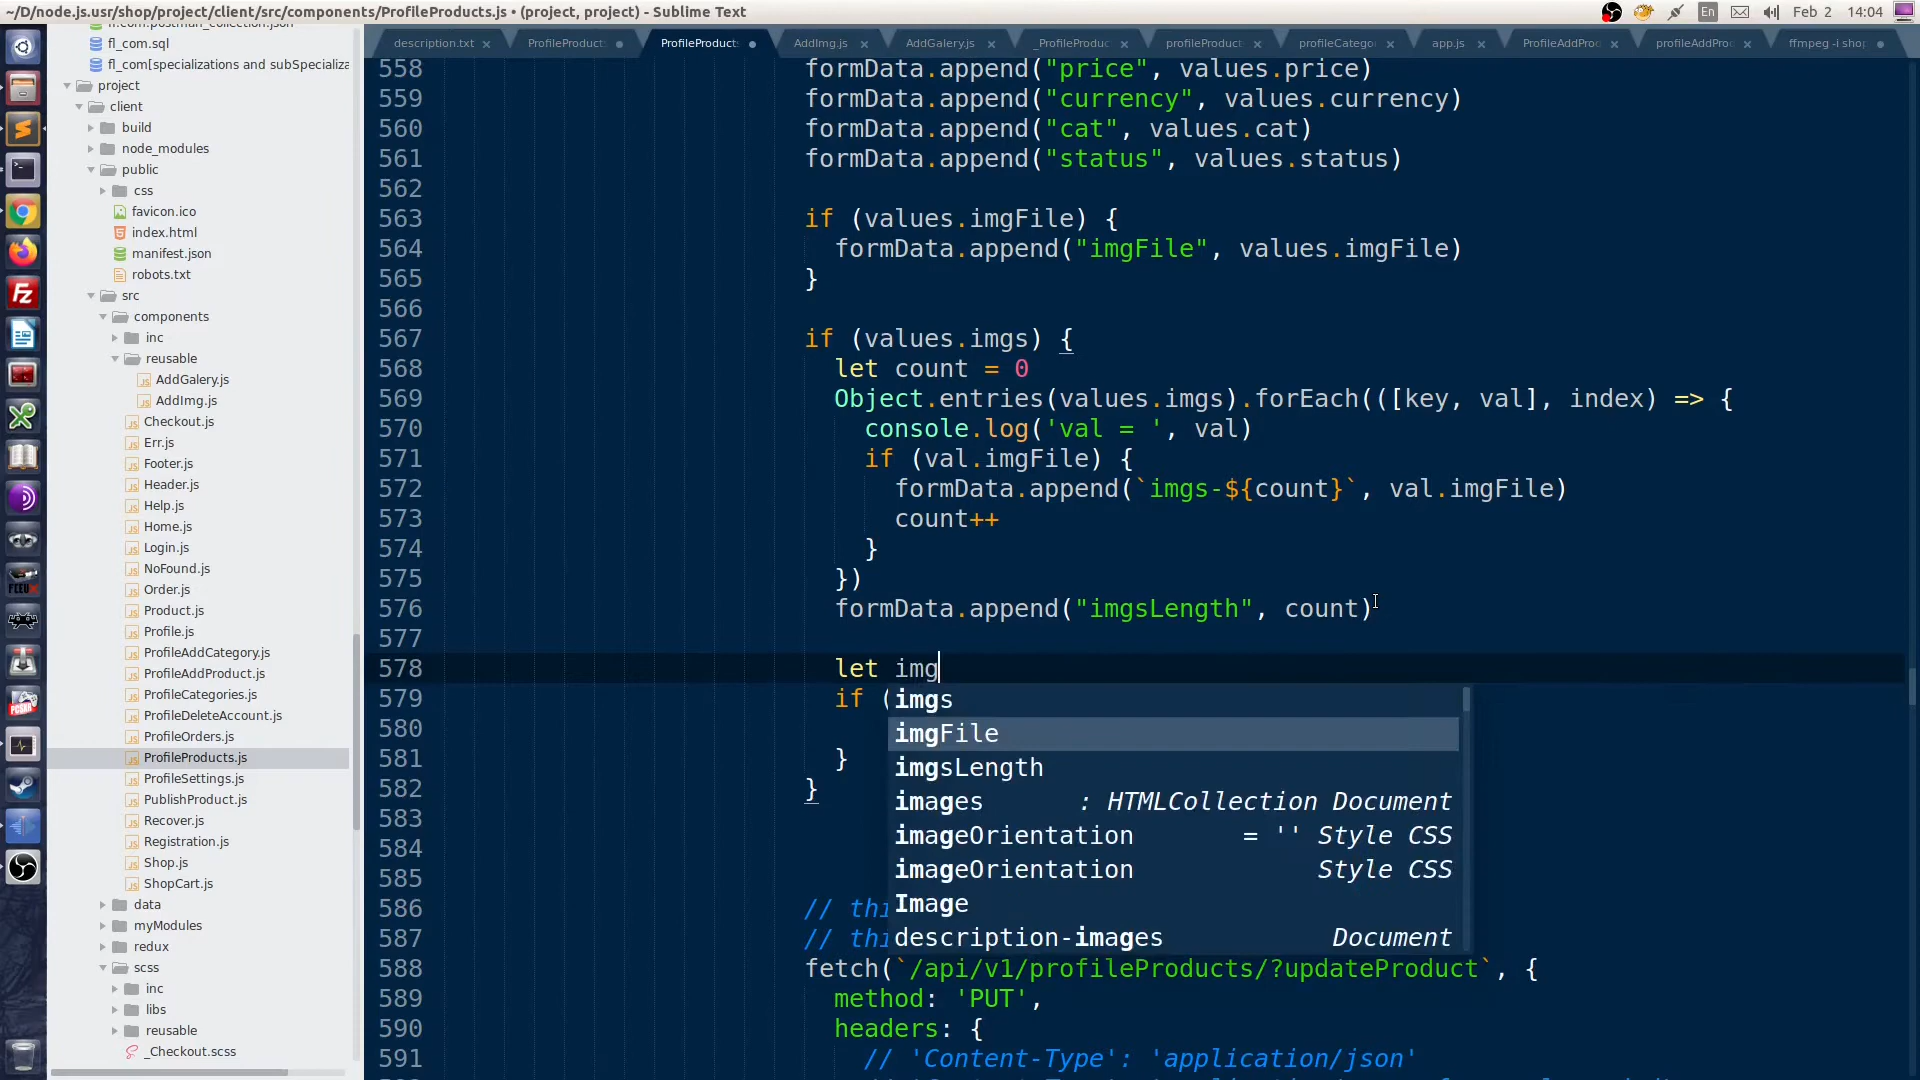 ~/D/node.js.usr/shop/project/client/src/components/ProfileProducts.js • (project, project) - Sublime Text
En
Feb 2
14:04
description.txt
ProfileProduct
ProfileProducts
AddImg.js
AddGalery.js
_ProfileProduc
profileProduct
profileCatego
app.js
ProfileAddPro
profileAddPro
ffmpeg -i sho
fl_com.sql
fl_com[specializations and subSpecializa
project
client
build
node_modules
public
css
favicon.ico
index.html
manifest.json
robots.txt
src
components
inc
reusable
AddGalery.js
AddImg.js
Checkout.js
Err.js
Footer.js
Header.js
Help.js
Home.js
Login.js
NoFound.js
Order.js
Product.js
Profile.js
ProfileAddCategory.js
ProfileAddProduct.js
ProfileCategories.js
ProfileDeleteAccount.js
ProfileOrders.js
ProfileProducts.js
ProfileSettings.js
PublishProduct.js
Recover.js
Registration.js
Shop.js
ShopCart.js
data
myModules
redux
scss
inc
libs
reusable
_Checkout.scss
558 formData.append("price", values.price)
559 formData.append("currency", values.currency)
560 formData.append("cat", values.cat)
561 formData.append("status", values.status)
562
563 if (values.imgFile) {
564 formData.append("imgFile", values.imgFile)
565 }
566
567 if (values.imgs) {
568 let count = 0
569 Object.entries(values.imgs).forEach(([key, val], index) => {
570 console.log('val = ', val)
571 if (val.imgFile) {
572 formData.append(`imgs-${count}`, val.imgFile)
573 count++
574 }
575 })
576 formData.append("imgsLength", count)
577
578 let img
579 if (
580
581 }
582 }
583
584
585
586 // thi
587 // thi
588 fetch(`/api/v1/profileProducts/?updateProduct`, {
589 method: 'PUT',
590 headers: {
591 // 'Content-Type': 'application/json'
imgs
imgFile
imgsLength
images : HTMLCollection Document
imageOrientation = '' Style CSS
imageOrientation Style CSS
Image
description-images Document